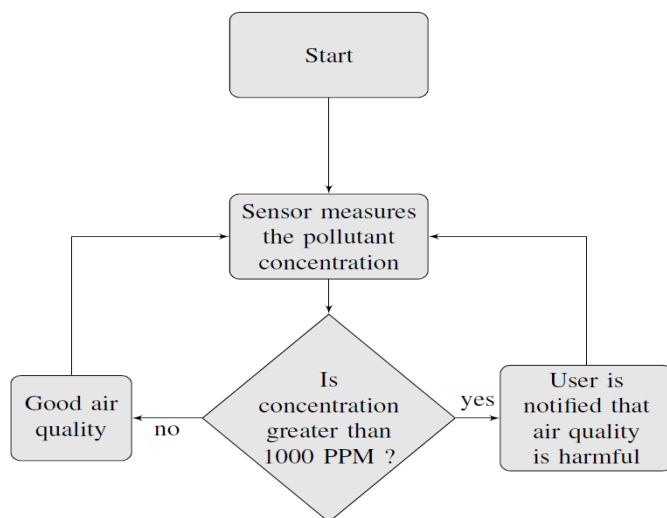 Start
Sensor measures
the pollutant
concentration
Is
concentration
greater than
1000 PPM ?
no
Good air
quality
yes
User is
notified that
air quality
is harmful